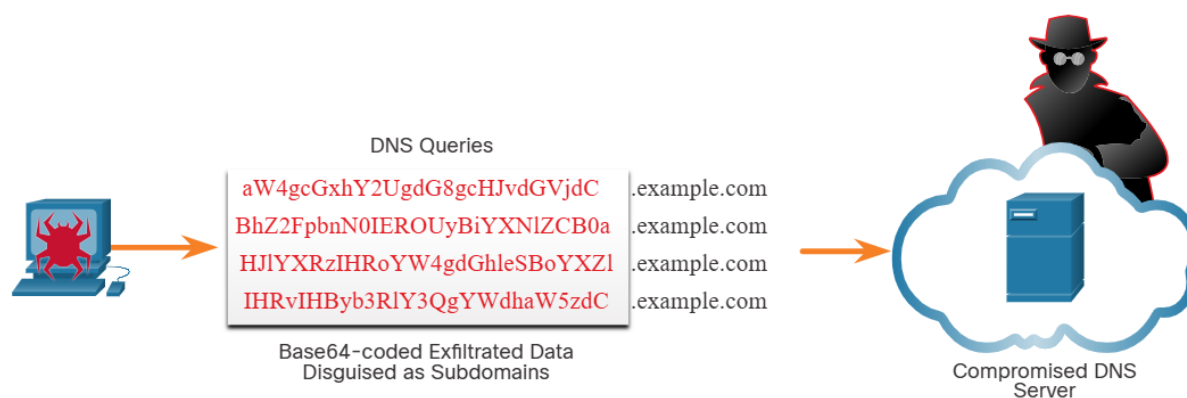 DNS Queries
aW4gcGxhY2UgdG8gcHJvdGVjdC .example.com
BhZ2FpbnN0IEROUyBiYXNlZCB0a .example.com
HJlYXRzIHRoYW4gdGhleSBoYXZl .example.com
IHRvIHByb3RlY3QgYWdhaW5zdC .example.com
Base64-coded Exfiltrated Data
Disguised as Subdomains
Compromised DNS
Server